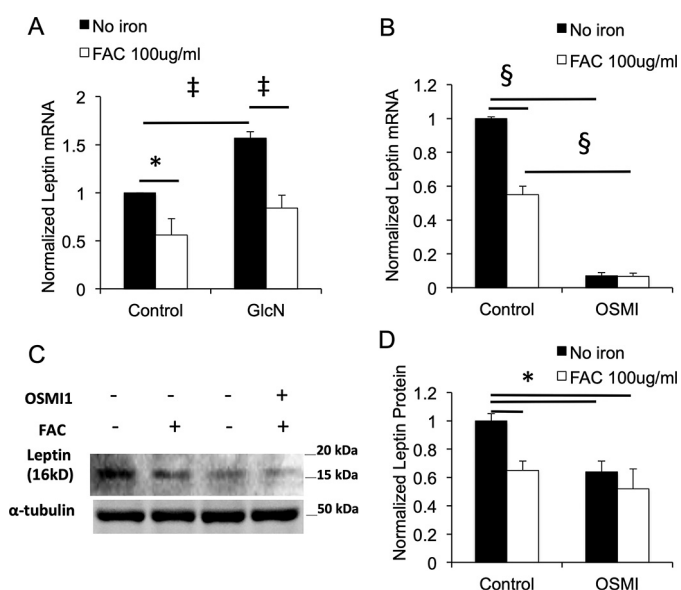 A
No iron
FAC 100ug/ml
Normalized Leptin mRNA
2
1.5
1
0.5
0
‡
‡
*
Control
GlcN
B
No iron
FAC 100ug/ml
Normalized Leptin mRNA
1.2
1
0.8
0.6
0.4
0.2
0
§
§
Control
OSMI
C
OSMI1 - - - +
FAC - + - +
Leptin
(16kD)
20 kDa
15 kDa
α-tubulin
50 kDa
D
No iron
FAC 100ug/ml
Normalized Leptin Protein
1.2
1
0.8
0.6
0.4
0.2
0
*
Control
OSMI